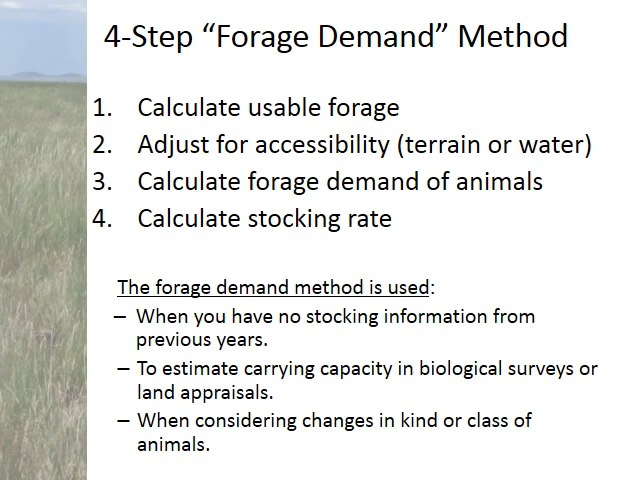 4-Step “Forage Demand” Method
1. Calculate usable forage
2. Adjust for accessibility (terrain or water)
3. Calculate forage demand of animals
4. Calculate stocking rate
The forage demand method is used:
– When you have no stocking information from
previous years.
– To estimate carrying capacity in biological surveys or
land appraisals.
– When considering changes in kind or class of
animals.